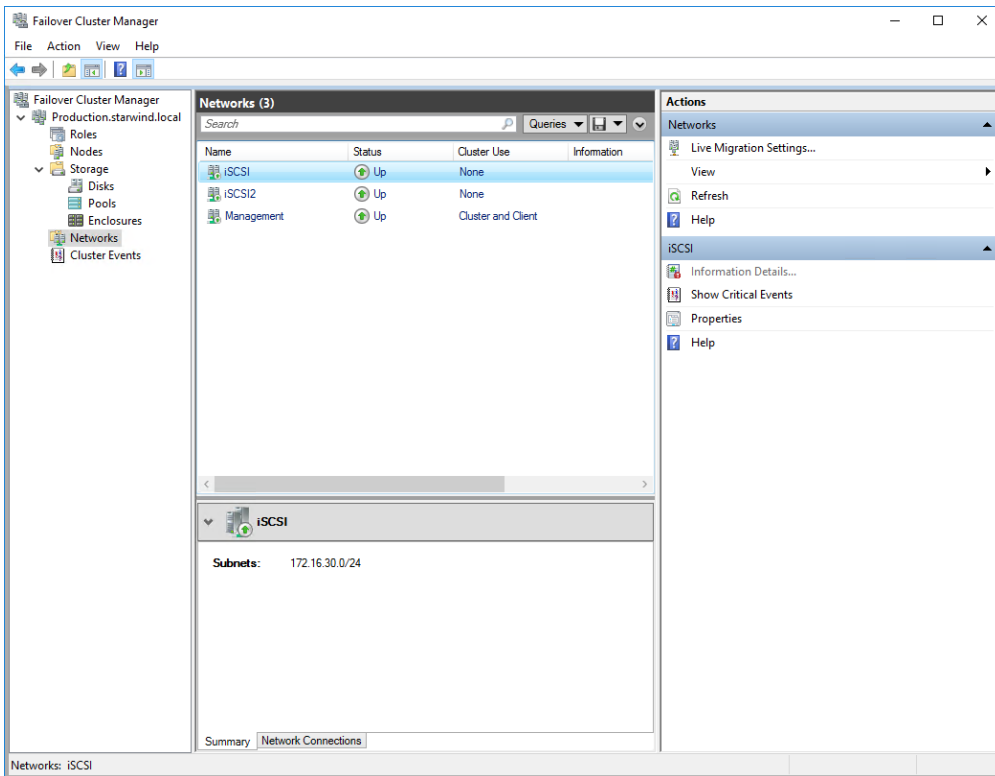 Failover Cluster Manager
File Action View Help
Failover Cluster Manager
Production.starwind.local
Roles
Nodes
Storage
Disks
Pools
Enclosures
Networks
Cluster Events
Networks (3)
Search
Queries
Name Status Cluster Use Information
iSCSI Up None
iSCSI2 Up None
Management Up Cluster and Client
iSCSI
Subnets: 172.16.30.0/24
Summary Network Connections
Actions
Networks
Live Migration Settings...
View
Refresh
Help
iSCSI
Information Details...
Show Critical Events
Properties
Help
Networks: iSCSI